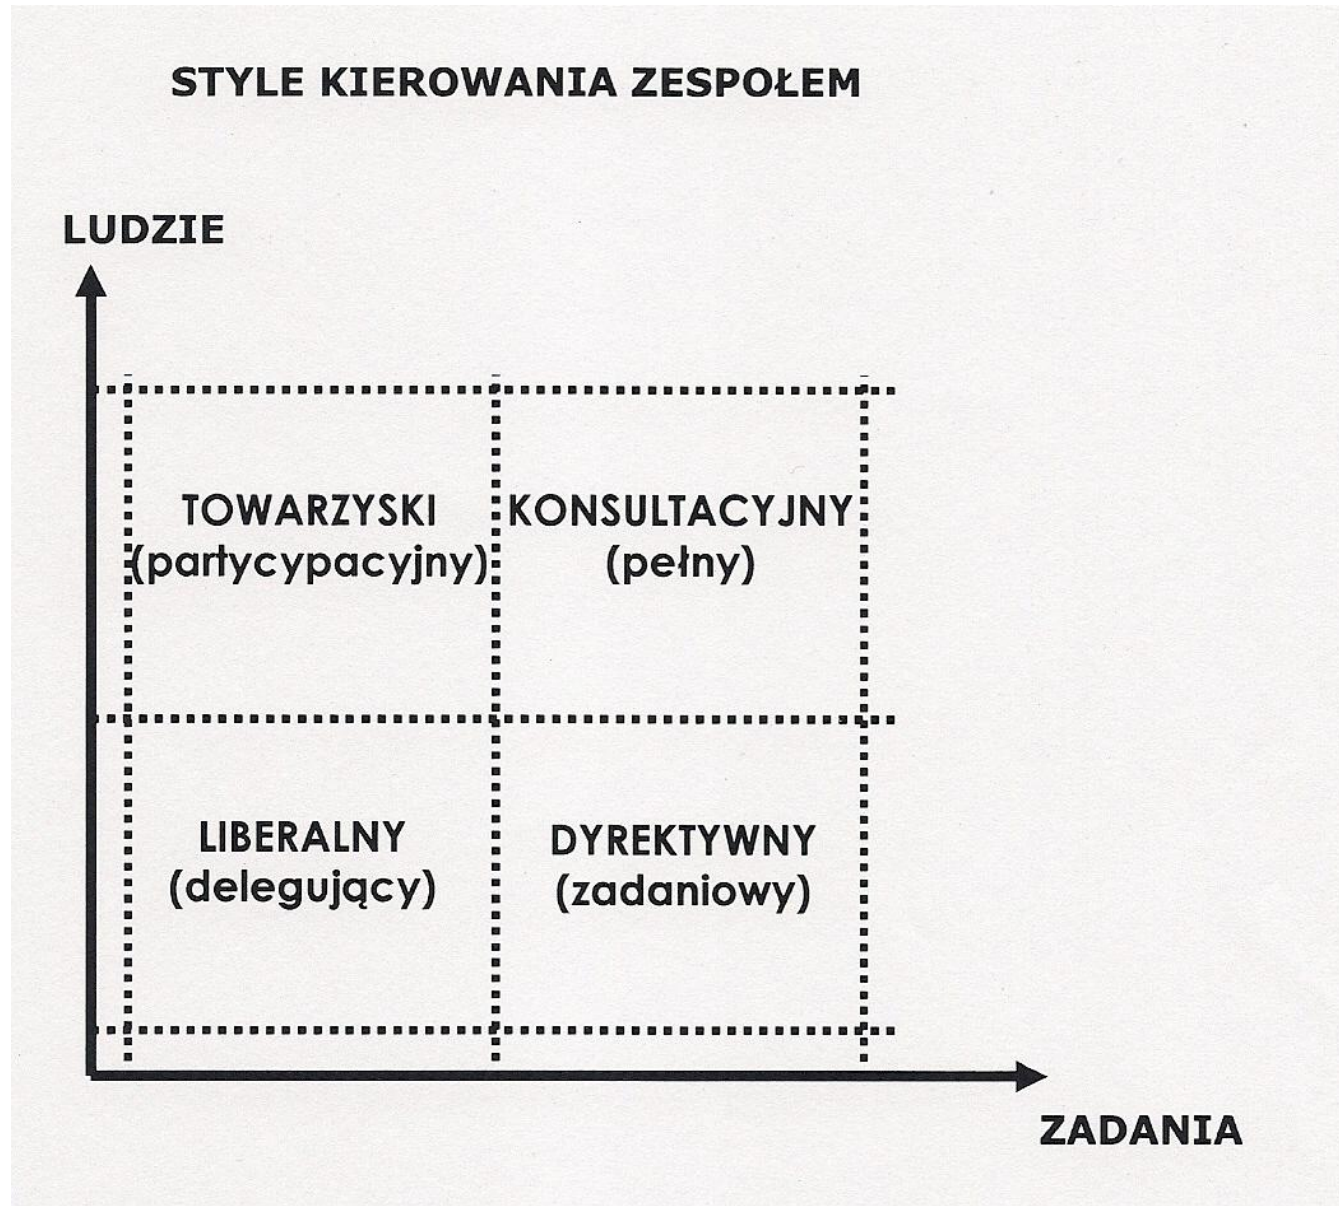 STYLE KIEROWANIA ZESPOŁEM
LUDZIE
TOWARZYSKI
(partycypacyjny)
KONSULTACYJNY
(pełny)
LIBERALNY
(delegujący)
DYREKTYWNY
(zadaniowy)
ZADANIA